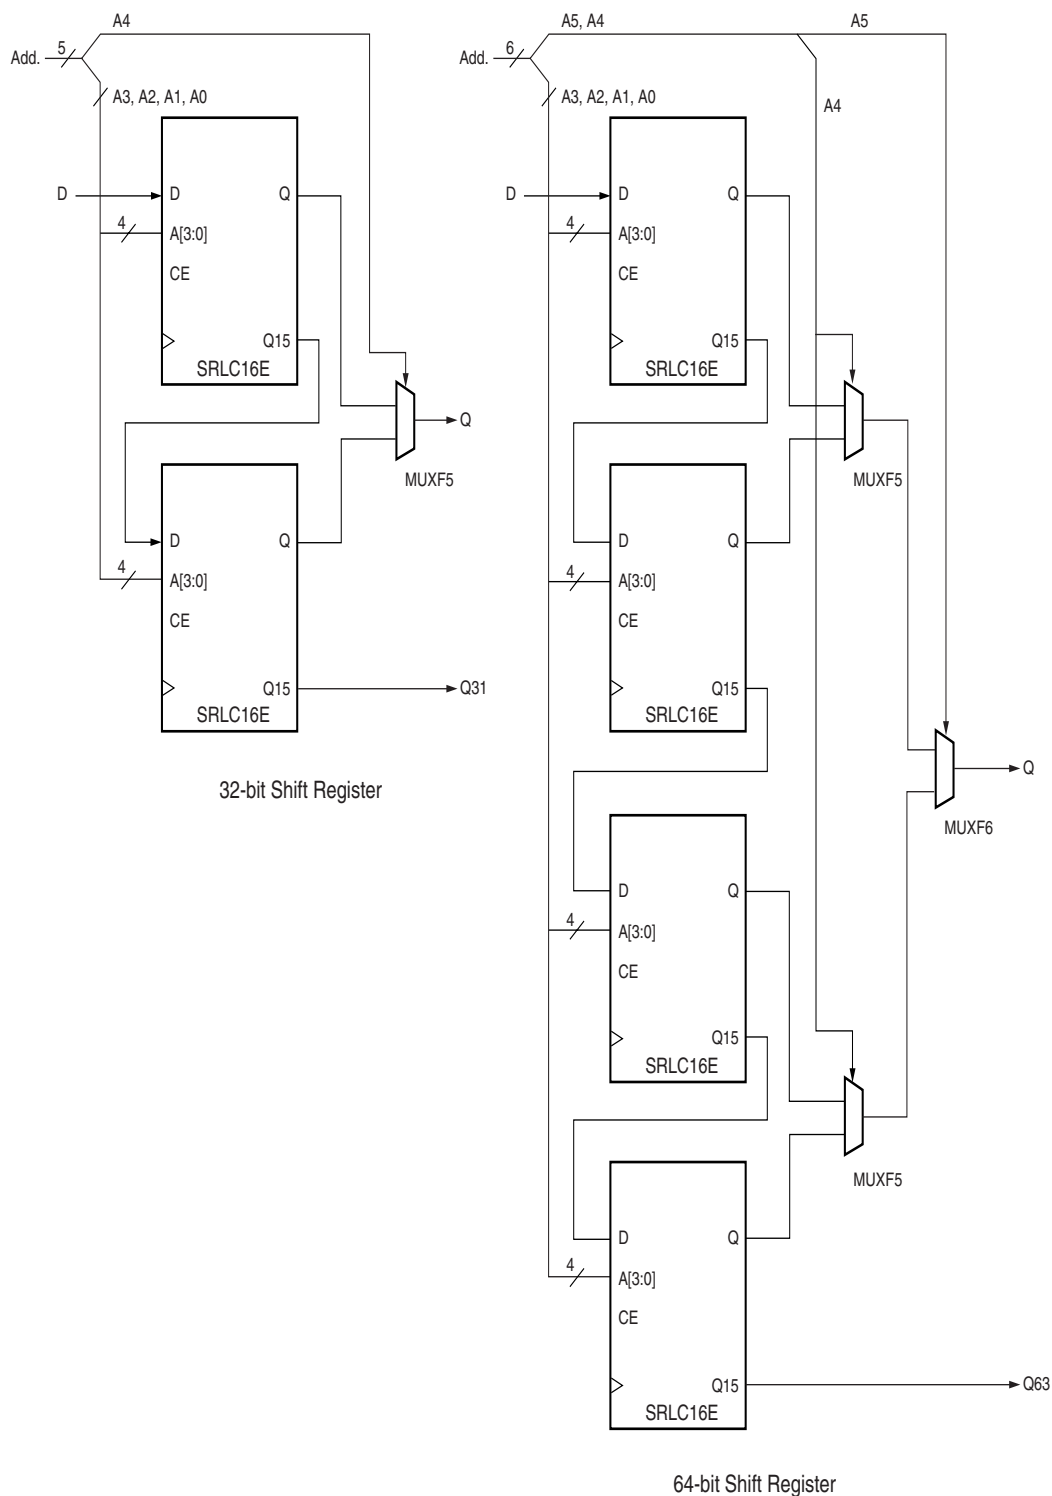 A4
Add.
5
A3, A2, A1, A0
D
D
Q
4
A[3:0]
CE
Q15
SRLC16E
Q
MUXF5
D
Q
4
A[3:0]
CE
Q15
Q31
SRLC16E
32-bit Shift Register
A5, A4
A5
Add.
6
A3, A2, A1, A0
A4
D
D
Q
4
A[3:0]
CE
Q15
SRLC16E
MUXF5
D
Q
4
A[3:0]
CE
Q15
SRLC16E
Q
MUXF6
D
Q
4
A[3:0]
CE
Q15
SRLC16E
MUXF5
D
Q
4
A[3:0]
CE
Q15
Q63
SRLC16E
64-bit Shift Register